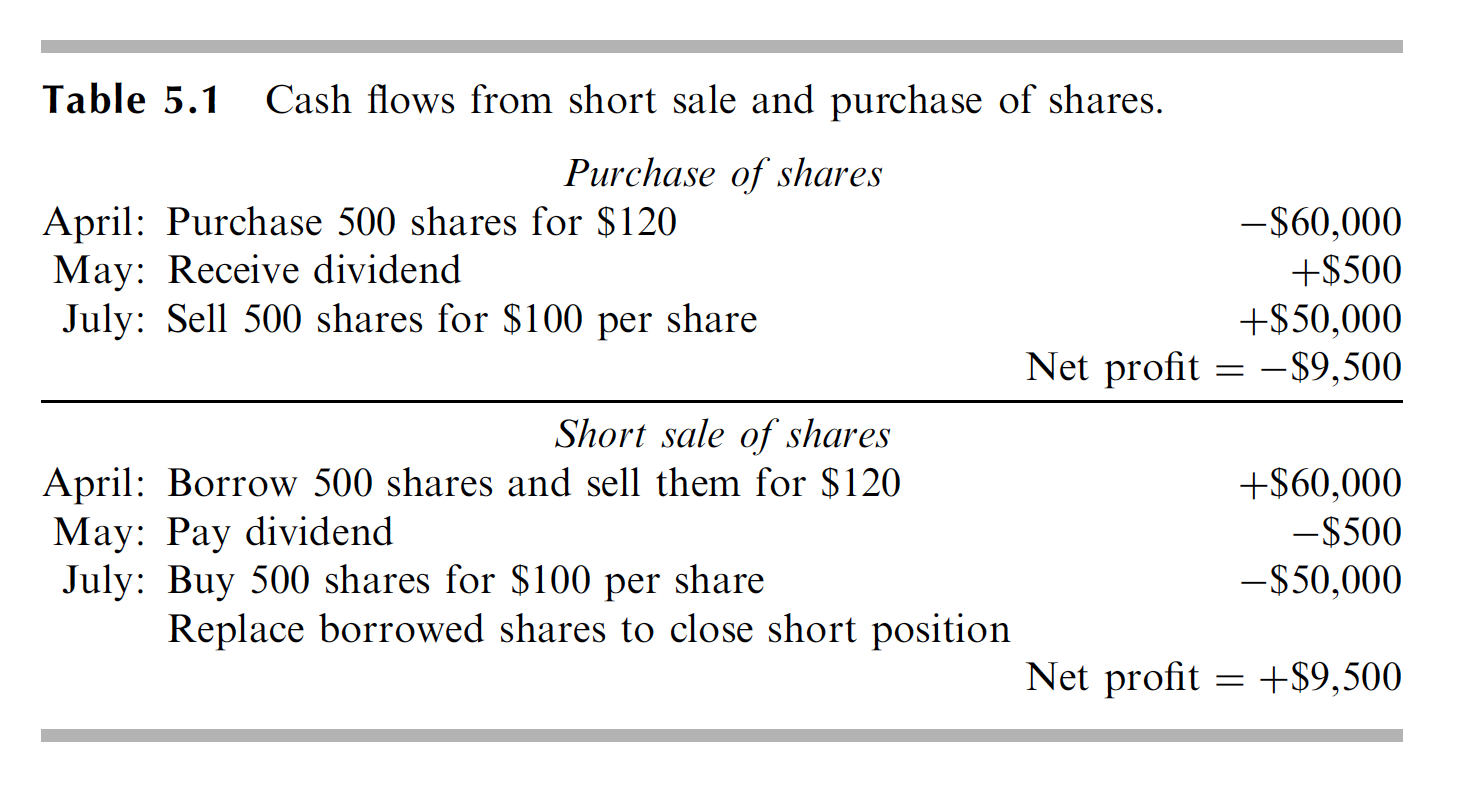 Table 5.1 Cash flows from short sale and purchase of shares.
Purchase of shares
April: Purchase 500 shares for $120 −$60,000
May: Receive dividend +$500
July: Sell 500 shares for $100 per share +$50,000
Net profit = −$9,500
Short sale of shares
April: Borrow 500 shares and sell them for $120 +$60,000
May: Pay dividend −$500
July: Buy 500 shares for $100 per share −$50,000
Replace borrowed shares to close short position
Net profit = +$9,500